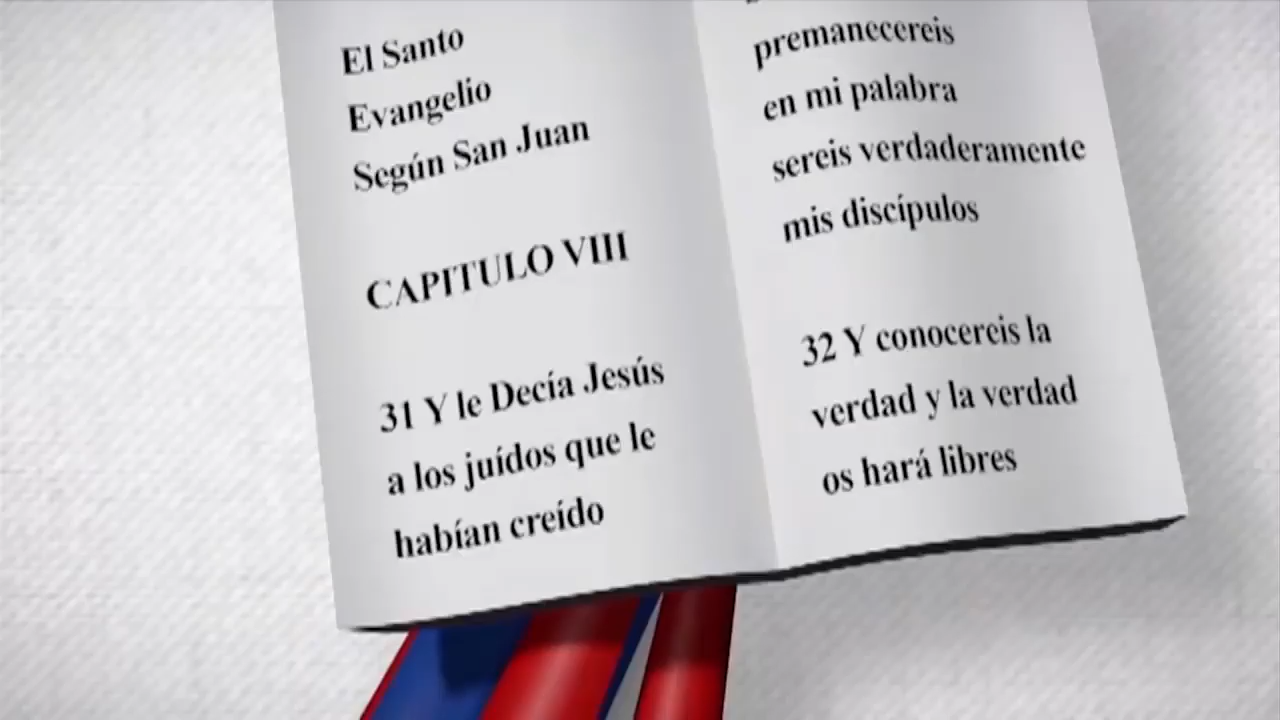 El Santo
Evangelio
Según San Juan
CAPITULO VIII
31 Y le Decía Jesús
a los juídos que le
habían creído
premanecereis
en mi palabra
sereis verdaderamente
mis discípulos
32 Y conocereis la
verdad y la verdad
os hará libres